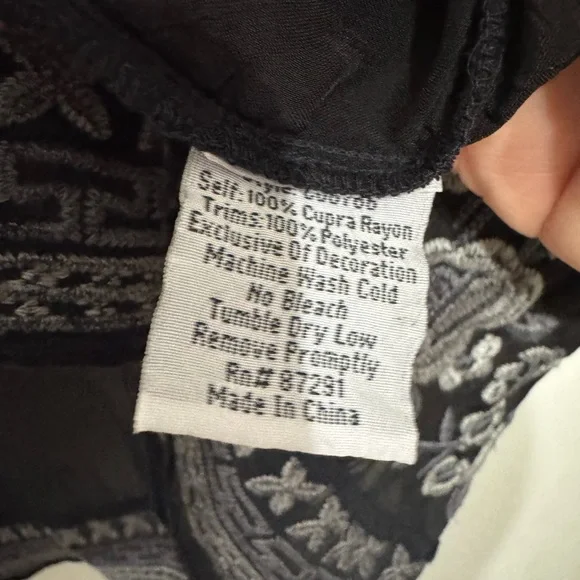 Self:100% Cupra Rayon
Trims:100% Polyester
Exclusive Of Decoration
Machine Wash Cold
No Bleach
Tumble Dry Low
Remove Promptly
Rn# 87291
Made In China